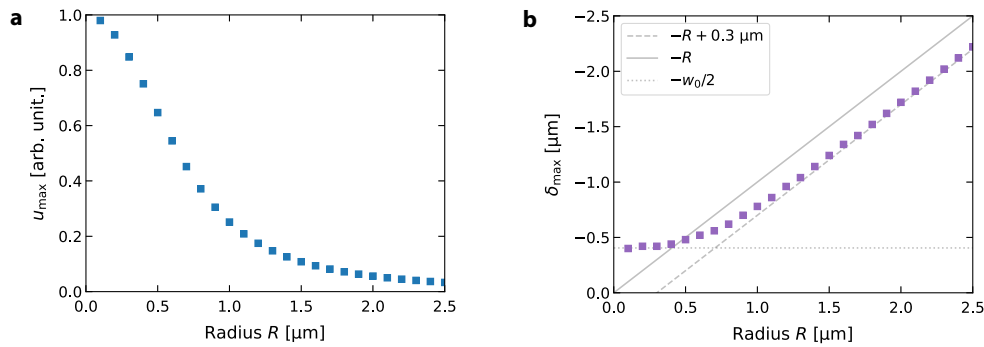 a
1.0
0.8
0.6
0.4
0.2
0.0
u_max [arb. unit.]
0.0 0.5 1.0 1.5 2.0 2.5
Radius R [μm]
b
−2.5
−2.0
−1.5
−1.0
−0.5
0.0
δ_max [μm]
−R + 0.3 μm
−R
−w₀/2
0.0 0.5 1.0 1.5 2.0 2.5
Radius R [μm]